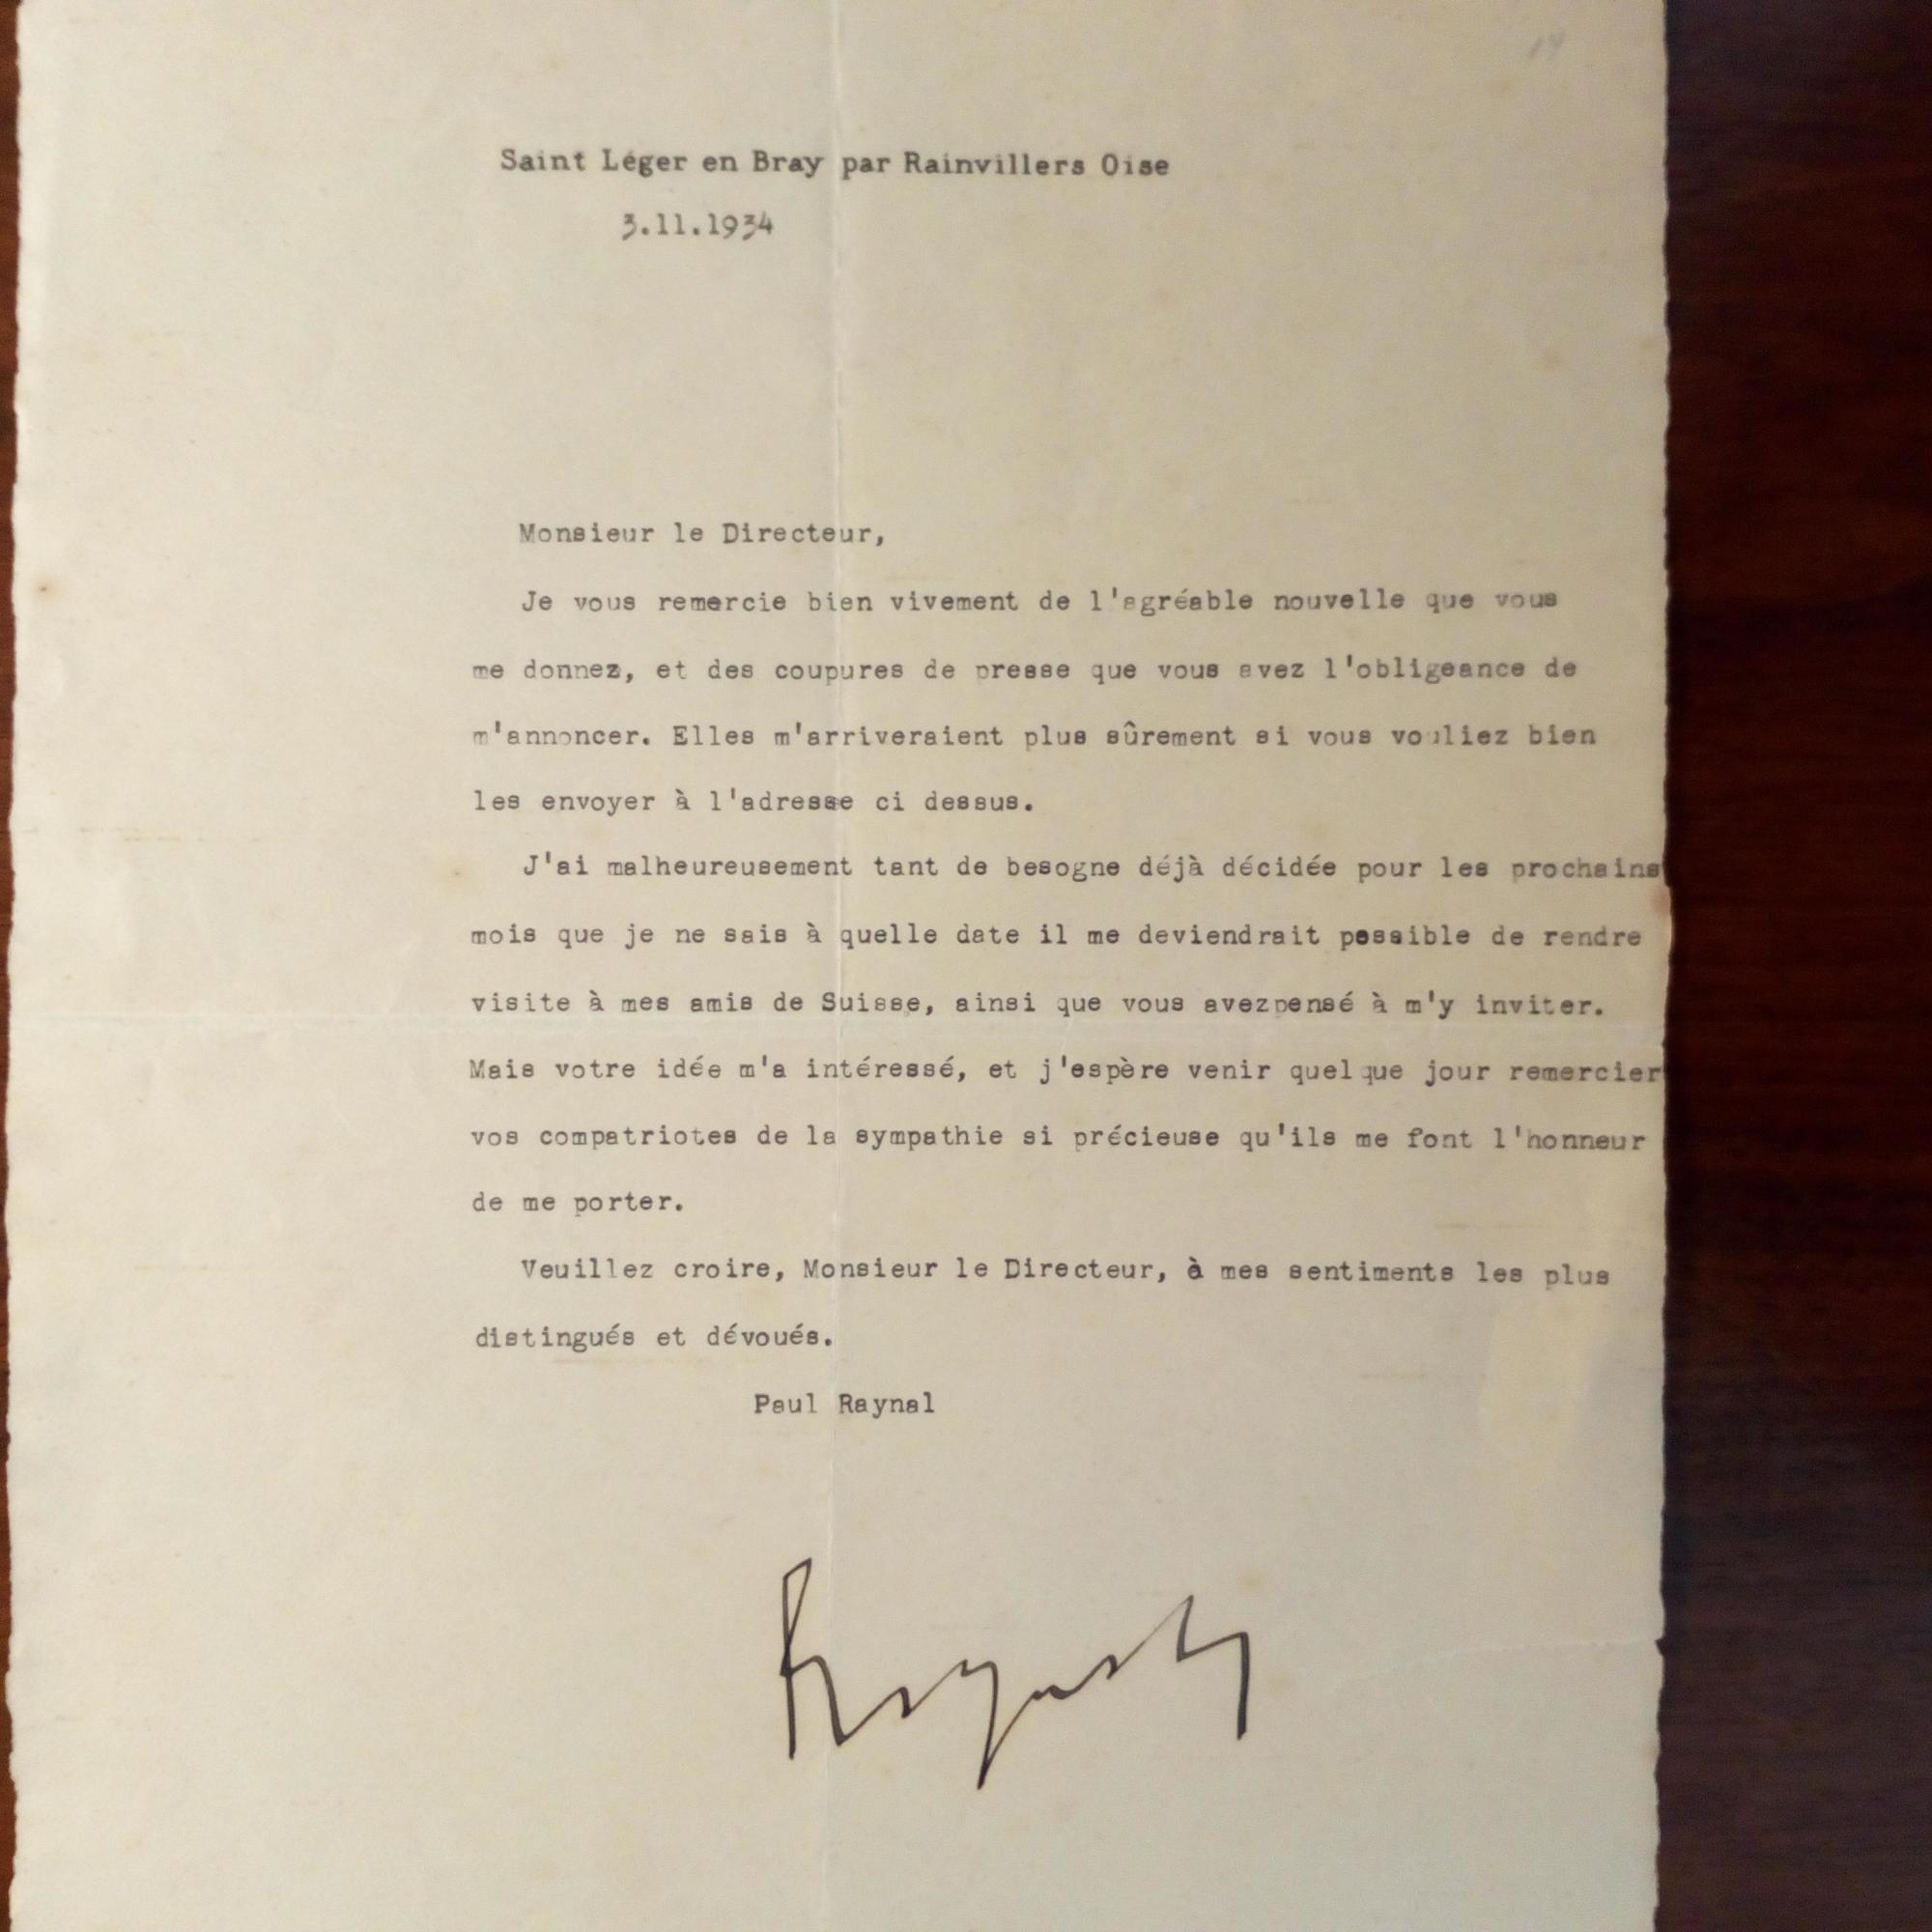 Saint Léger en Bray par Rainvillers Oise
3.11.1934
Monsieur le Directeur,
Je vous remercie bien vivement de l'agréable nouvelle que vous
me donnez, et des coupures de presse que vous avez l'obligeance de
m'annoncer. Elles m'arriveraient plus sûrement si vous vouliez bien
les envoyer à l'adresse ci dessus.
J'ai malheureusement tant de besogne déjà décidée pour les prochains
mois que je ne sais à quelle date il me deviendrait possible de rendre
visite à mes amis de Suisse, ainsi que vous avezpensé à m'y inviter.
Mais votre idée m'a intéressé, et j'espère venir quelque jour remercier
vos compatriotes de la sympathie si précieuse qu'ils me font l'honneur
de me porter.
Veuillez croire, Monsieur le Directeur, à mes sentiments les plus
distingués et dévoués.
Paul Raynal